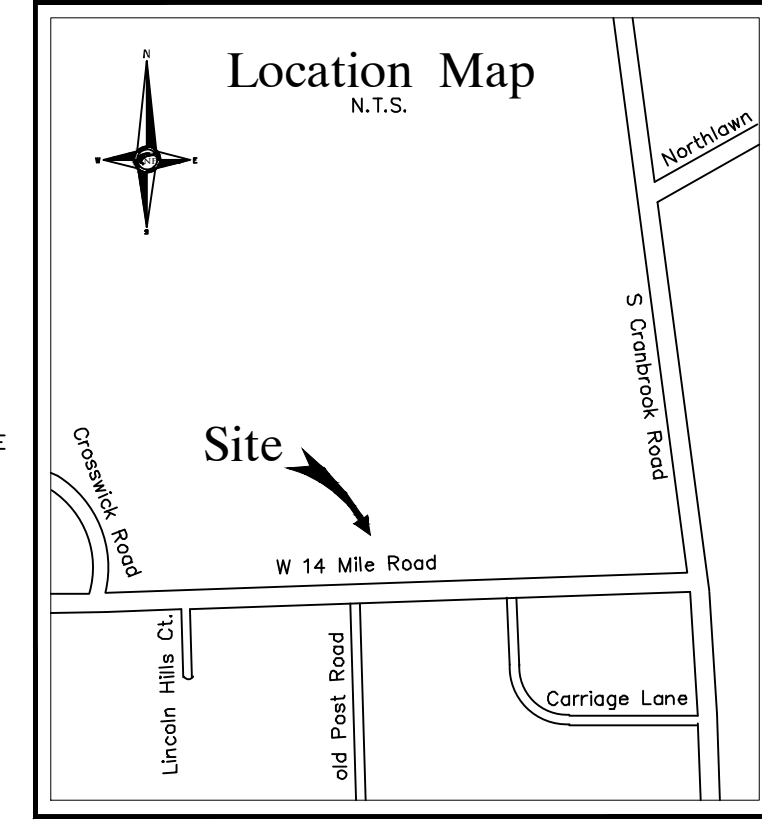 N
Location Map
N.T.S.
W
E
S
Northlawn
S Cranbrook Road
E
Crosswick Road
Site
W 14 Mile Road
Lincoln Hills Ct.
old Post Road
Carriage Lane